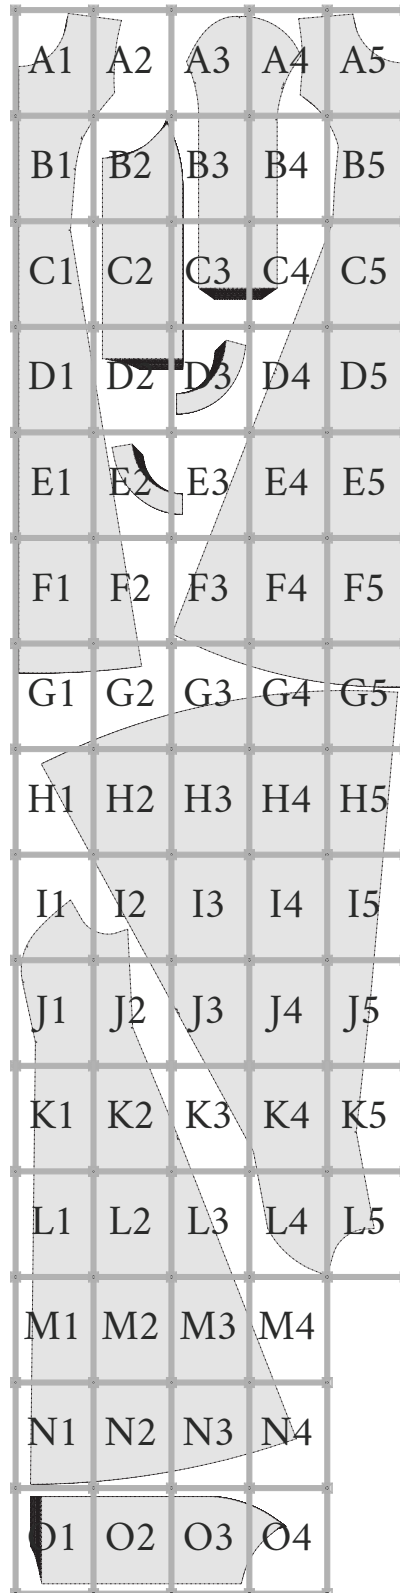 A1 A2 A3 A4 A5
B1 B2 B3 B4 B5
C1 C2 C3 C4 C5
D1 D2 D3 D4 D5
E1 E2 E3 E4 E5
F1 F2 F3 F4 F5
G1 G2 G3 G4 G5
H1 H2 H3 H4 H5
I1 I2 I3 I4 I5
J1 J2 J3 J4 J5
K1 K2 K3 K4 K5
L1 L2 L3 L4 L5
M1 M2 M3 M4
N1 N2 N3 N4
O1 O2 O3 O4